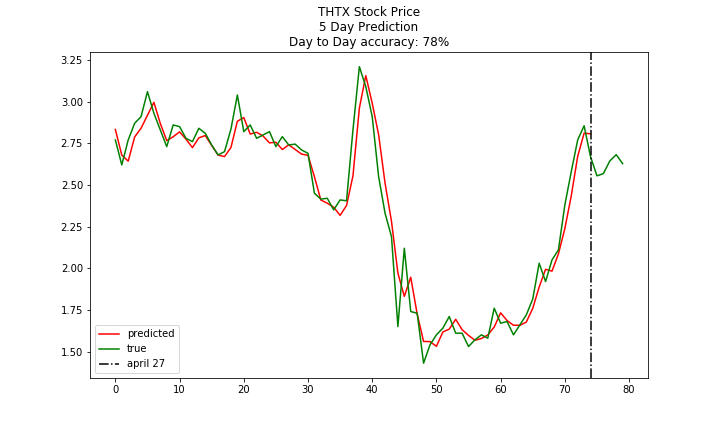 THTX Stock Price
5 Day Prediction
Day to Day accuracy: 78%
3.25
3.00
2.75
2.50
2.25
2.00
1.75
1.50
predicted
true
april 27
0 10 20 30 40 50 60 70 80